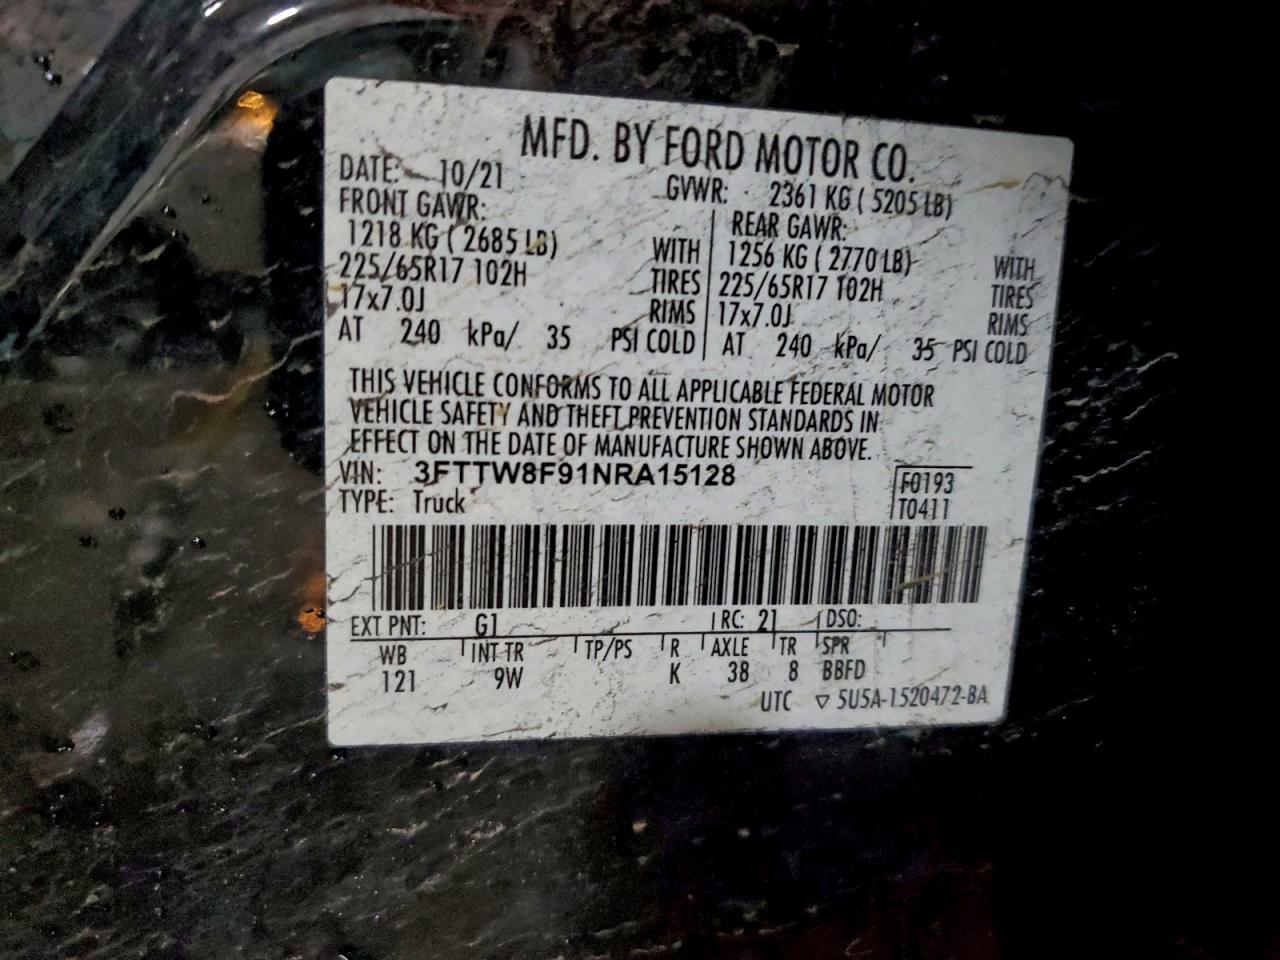 MFD. BY FORD MOTOR CO.
DATE: 10/21 GVWR: 2361 KG ( 5205 LB)
FRONT GAWR: REAR GAWR:
1218 KG ( 2685 LB) WITH 1256 KG ( 2770 LB) WITH
225/65R17 102H TIRES 225/65R17 102H TIRES
17x7.0J RIMS 17x7.0J RIMS
AT 240 kPa/ 35 PSI COLD AT 240 kPa/ 35 PSI COLD
THIS VEHICLE CONFORMS TO ALL APPLICABLE FEDERAL MOTOR
VEHICLE SAFETY AND THEFT PREVENTION STANDARDS IN
EFFECT ON THE DATE OF MANUFACTURE SHOWN ABOVE.
VIN: 3FTTW8F91NRA15128
TYPE: Truck
F0193
T0411
EXT PNT: G1 RC: 21 DSO:
WB INT TR TP/PS R AXLE TR SPR
121 9W K 38 8 BBFD
UTC ▽ 5U5A-1520472-BA